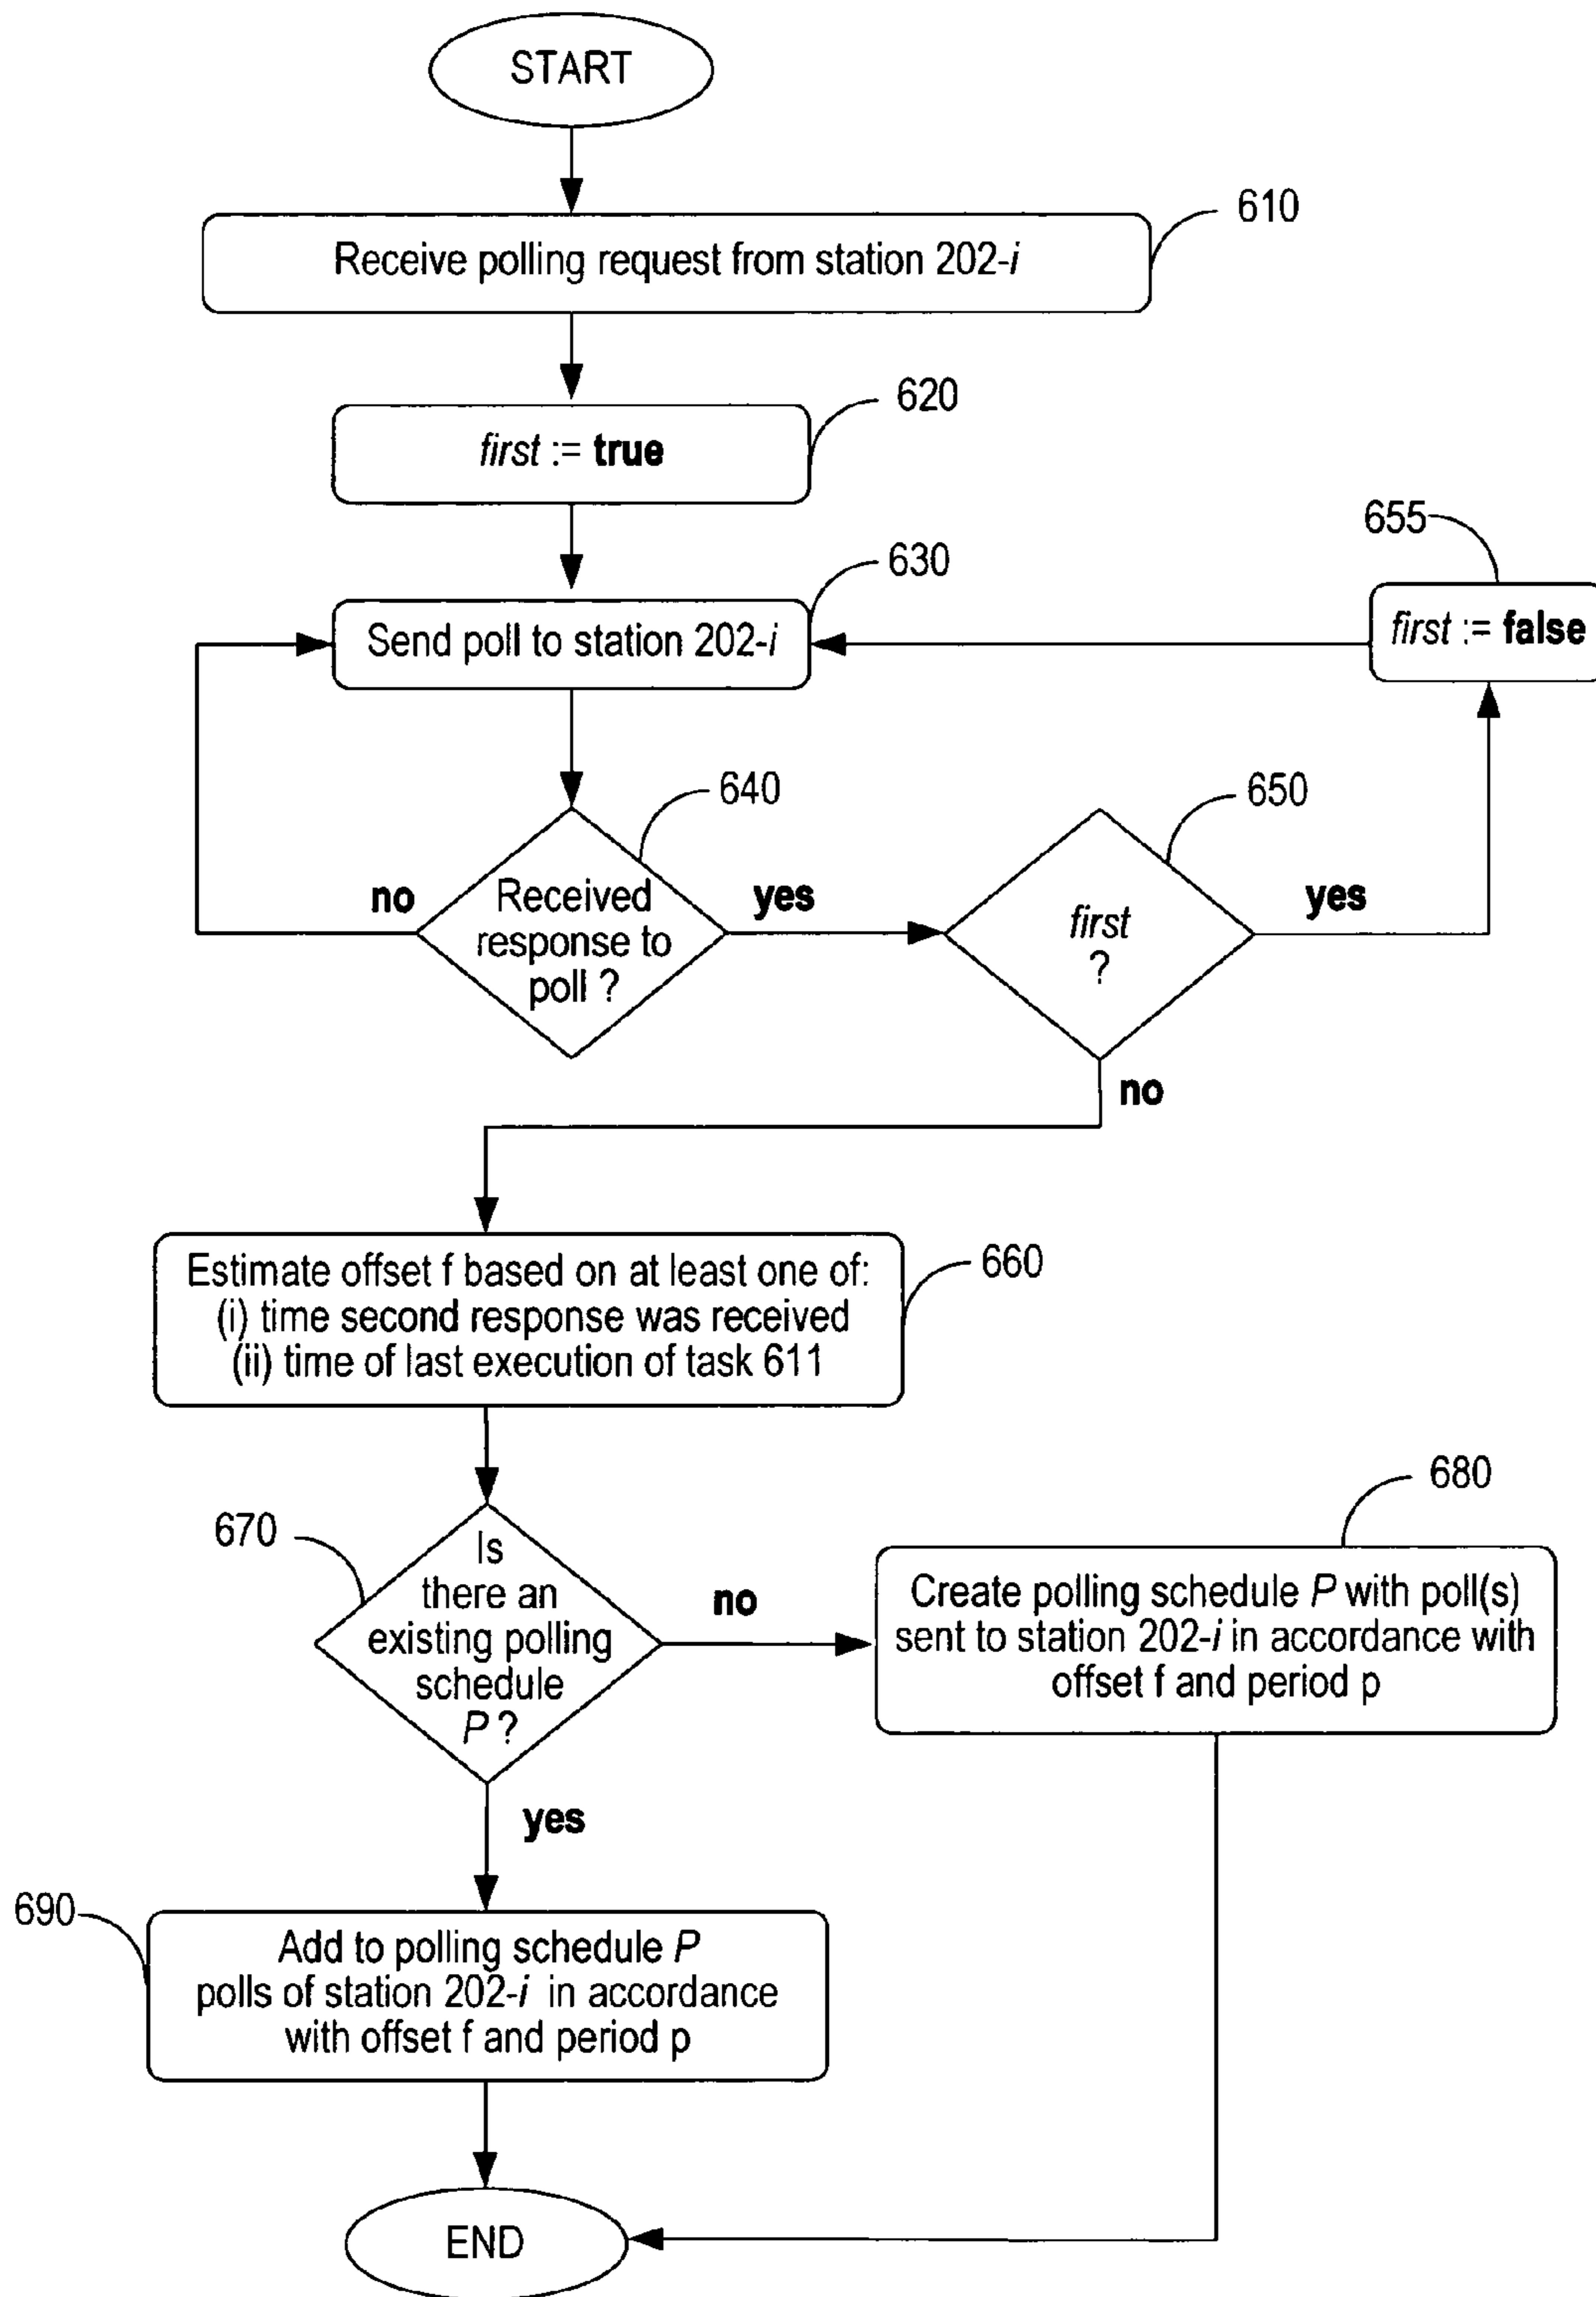 START
610
Receive polling request from station 202-i
620
first := true
655
630
first := false
Send poll to station 202-i
640
650
no
Received
response to
poll ?
yes
first
?
yes
no
Estimate offset f based on at least one of:
(i) time second response was received
(ii) time of last execution of task 611
660
670
Is
there an
existing polling
schedule
P ?
no
680
Create polling schedule P with poll(s)
sent to station 202-i in accordance with
offset f and period p
yes
690
Add to polling schedule P
polls of station 202-i in accordance
with offset f and period p
END